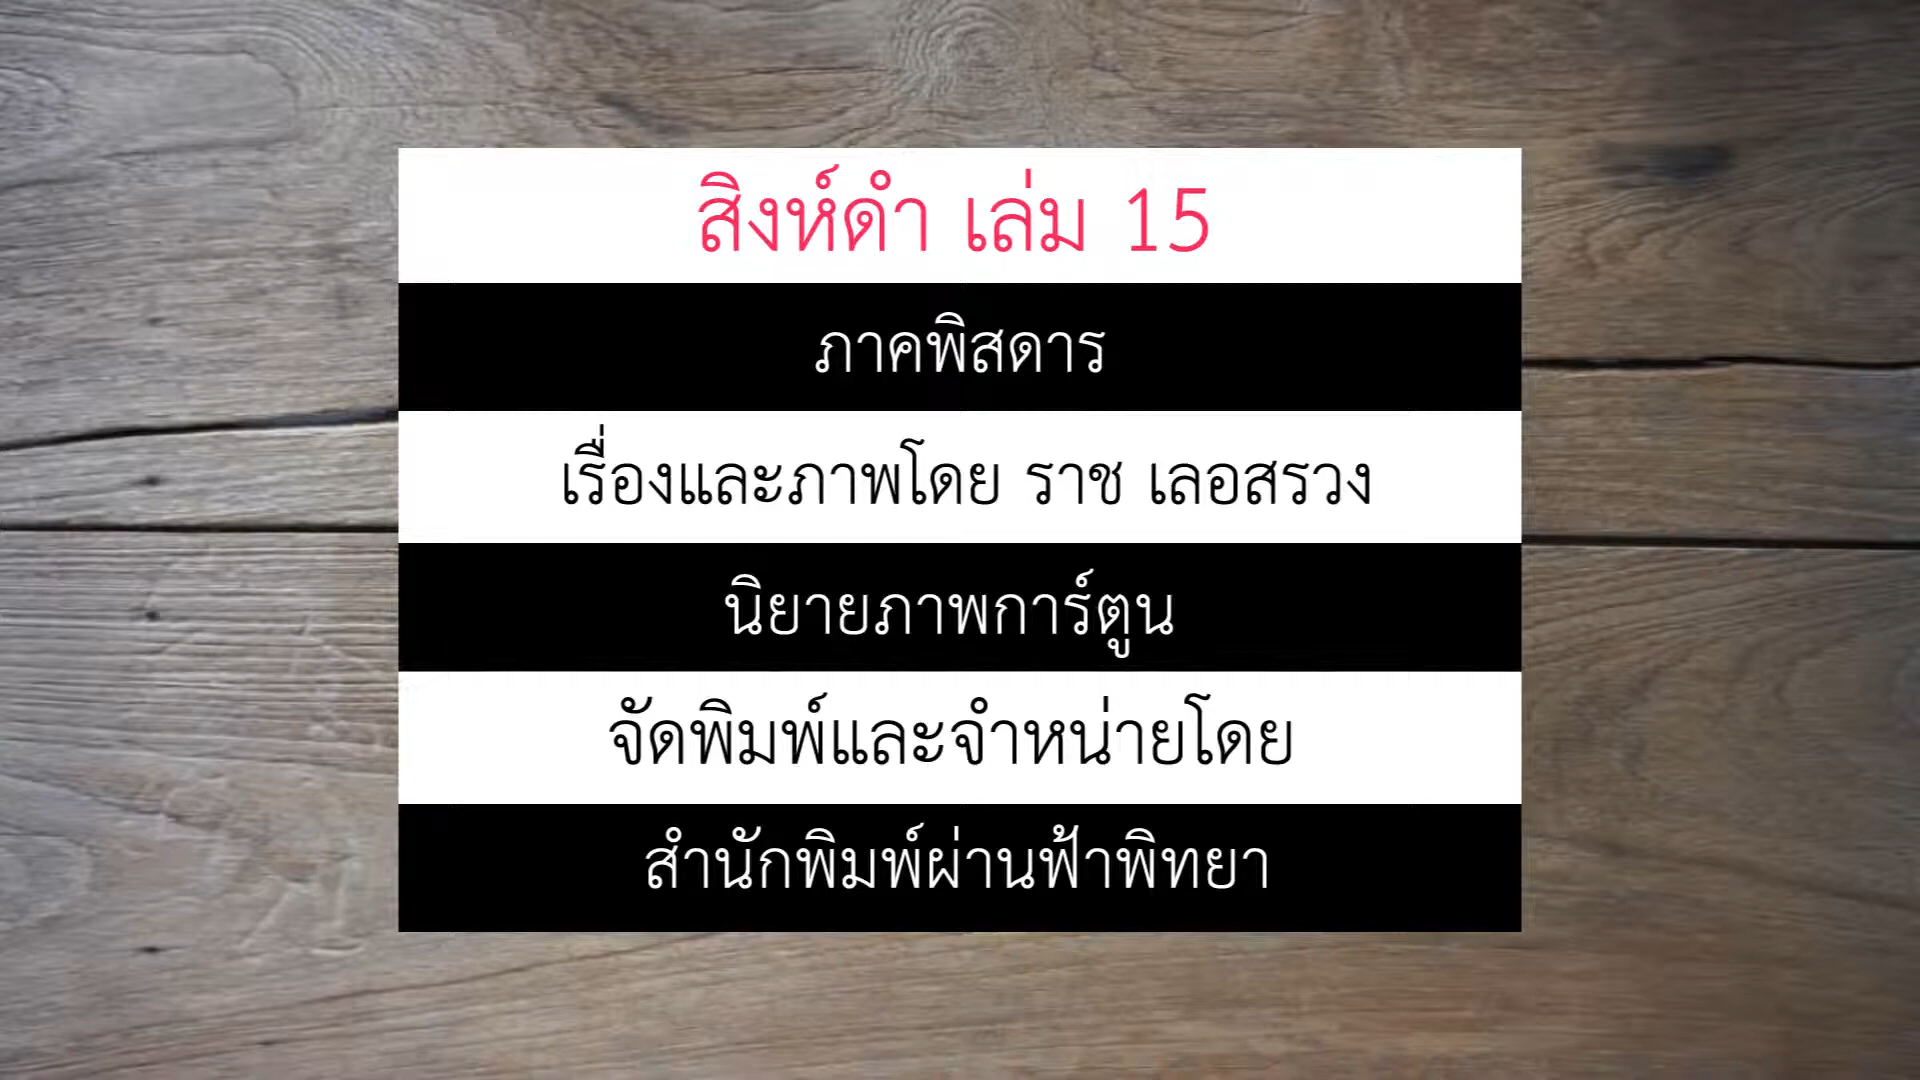 สิงห์ดำ เล่ม 15
ภาคพิสดาร
เรื่องและภาพโดย ราช เลอสรวง
นิยายภาพการ์ตูน
จัดพิมพ์และจำหน่ายโดย
สำนักพิมพ์ผ่านฟ้าพิทยา